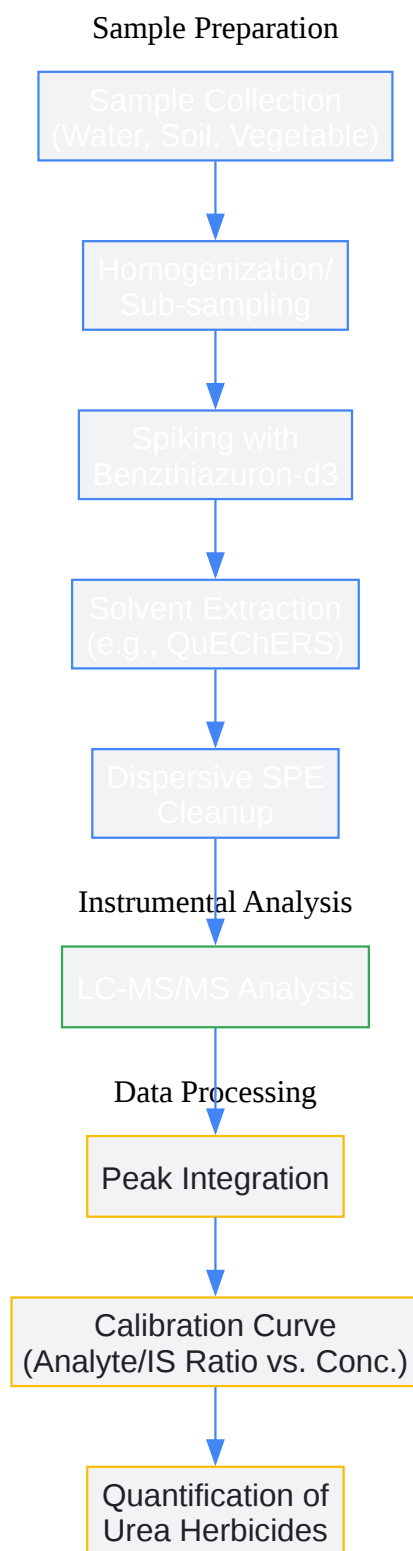 Sample Preparation
Sample Collection
(Water, Soil, Vegetable)
Homogenization/
Sub-sampling
Spiking with
Benzthiazuron-d3
Solvent Extraction
(e.g., QuEChERS)
Dispersive SPE
Cleanup
Instrumental Analysis
LC-MS/MS Analysis
Data Processing
Peak Integration
Calibration Curve
(Analyte/IS Ratio vs. Conc.)
Quantification of
Urea Herbicides